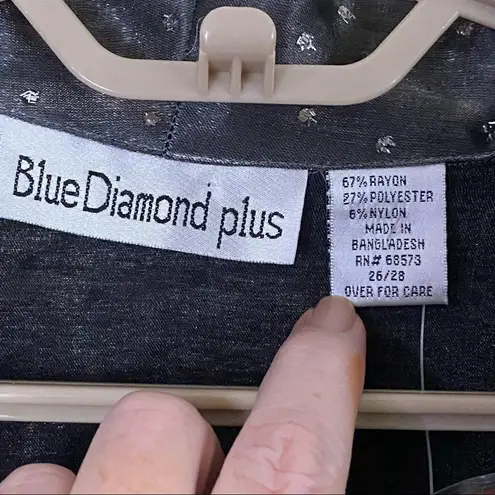 Blue Diamond plus
67% RAYON
27% POLYESTER
6% NYLON
MADE IN
BANGLADESH
RN# 68573
26/28
OVER FOR CARE